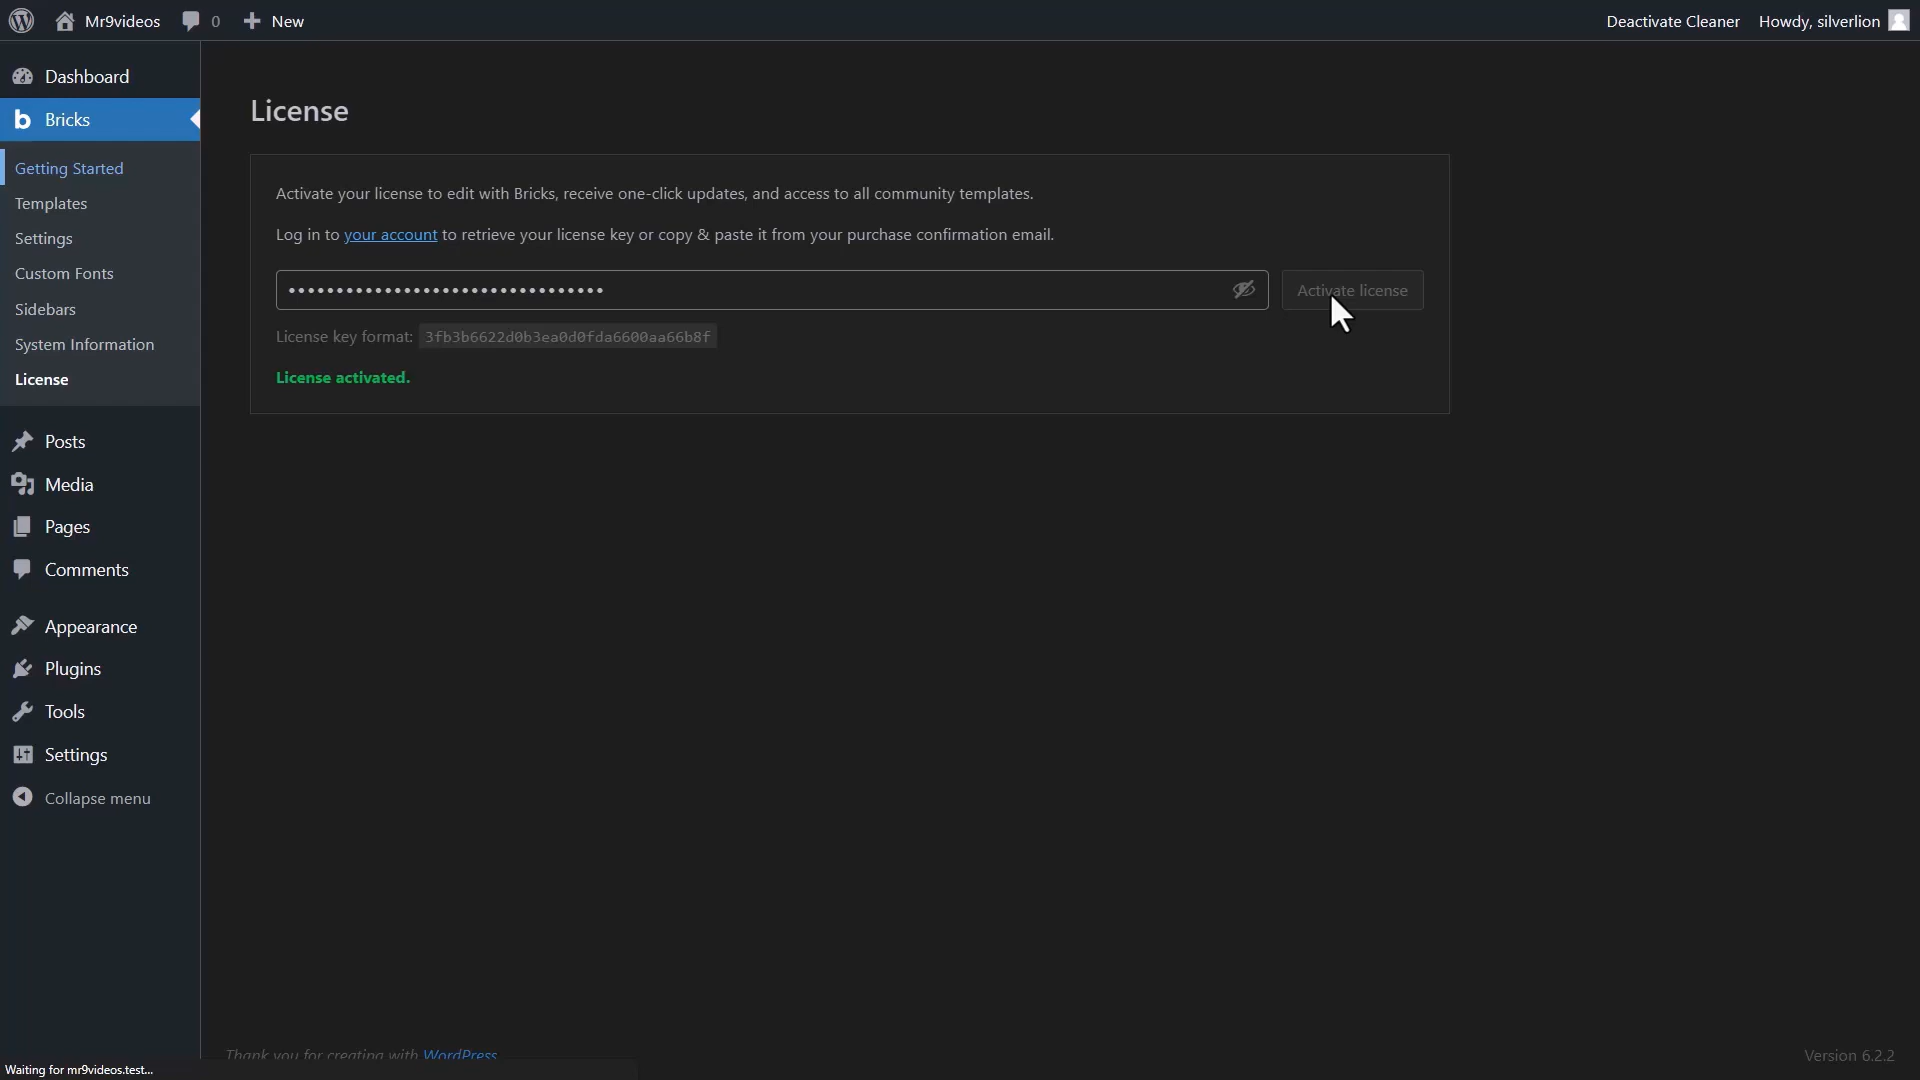 Mr9videos
0
New
Deactivate Cleaner
Howdy, silverlion
Dashboard
Bricks
Getting Started
Templates
Settings
Custom Fonts
Sidebars
System Information
License
Posts
Media
Pages
Comments
Appearance
Plugins
Tools
Settings
Collapse menu
License
Activate your license to edit with Bricks, receive one-click updates, and access to all community templates.
Log in to your account to retrieve your license key or copy & paste it from your purchase confirmation email.
Activate license
License key format: 3fb3b6622d0b3ea0d0fda6600aa66b8f
License activated.
Thank you for creating with WordPress
Version 6.2.2
Waiting for mr9videos.test...